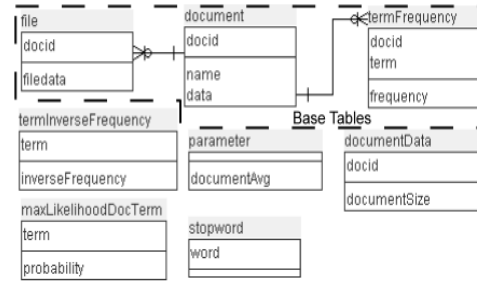 file
docid
filedata
document
docid
name
data
termFrequency
docid
term
frequency
Base Tables
termInverseFrequency
term
inverseFrequency
parameter
documentAvg
documentData
docid
documentSize
maxLikelihoodDocTerm
term
probability
stopword
word